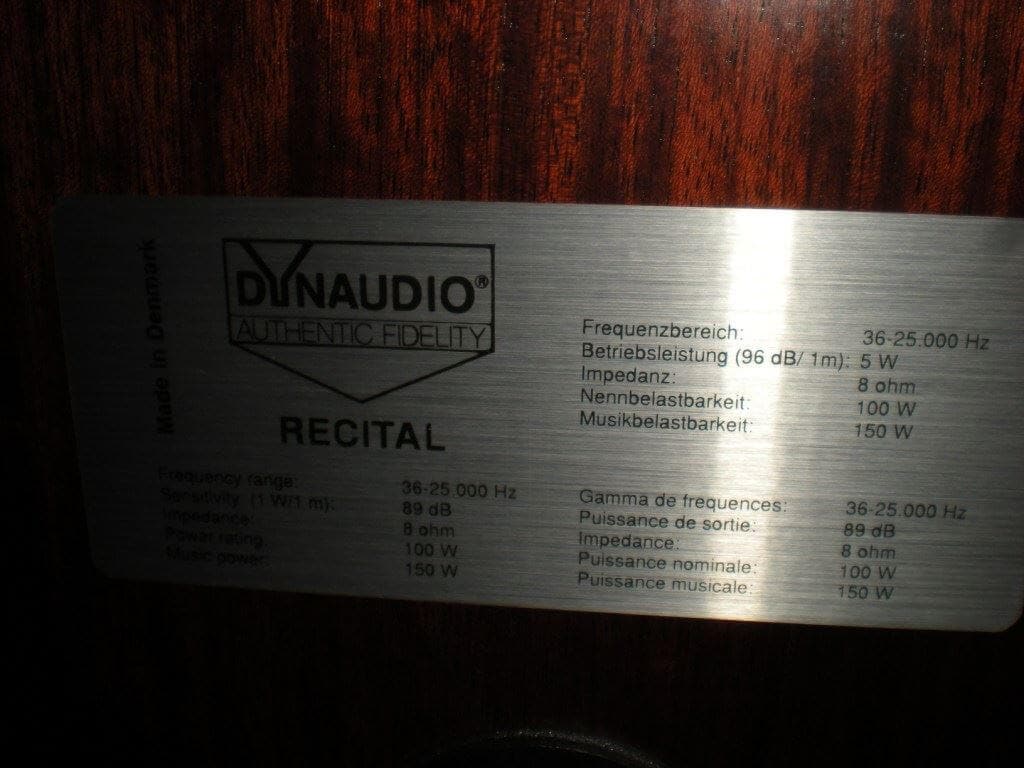 Made in Denmark
DYNAUDIO®
AUTHENTIC FIDELITY
RECITAL
Frequency range: 36-25.000 Hz
Sensitivity (1 W/1 m): 89 dB
Impedance: 8 ohm
Power rating: 100 W
Music power: 150 W
Frequenzbereich: 36-25.000 Hz
Betriebsleistung (96 dB/ 1m): 5 W
Impedanz: 8 ohm
Nennbelastbarkeit: 100 W
Musikbelastbarkeit: 150 W
Gamma de frequences: 36-25.000 Hz
Puissance de sortie: 89 dB
Impedance: 8 ohm
Puissance nominale: 100 W
Puissance musicale: 150 W